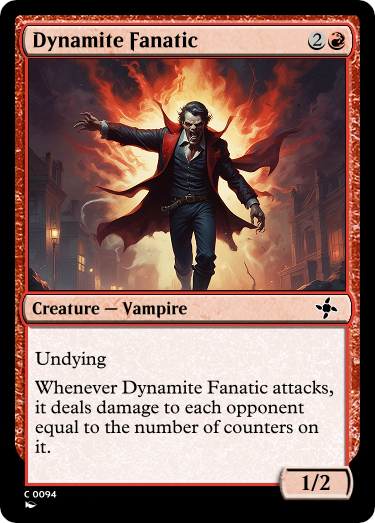 Dynamite Fanatic 2
Creature — Vampire
Undying
Whenever Dynamite Fanatic attacks,
it deals damage to each opponent
equal to the number of counters on
it.
1/2
C 0094